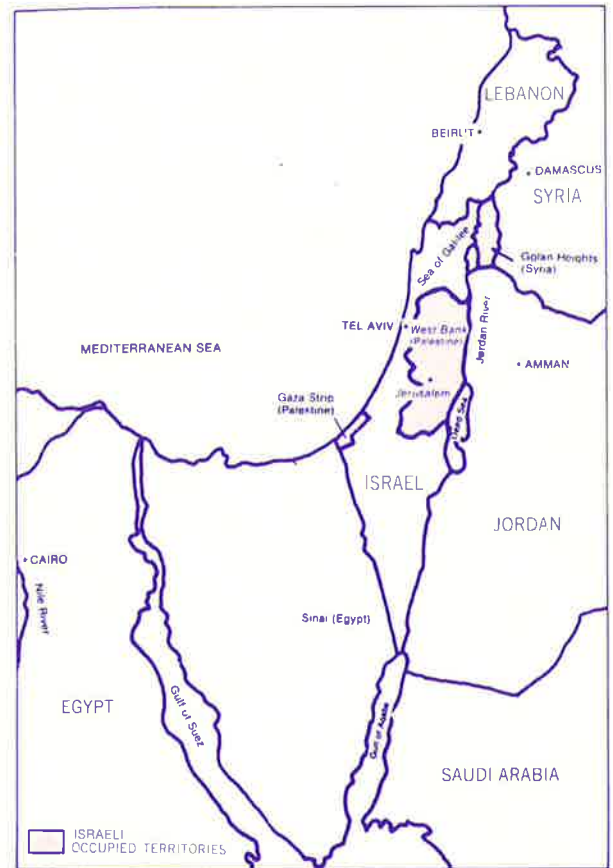 LEBANON
BEIRUT
DAMASCUS
SYRIA
Sea of Galilee
Golan Heights
(Syria)
TEL AVIV
West Bank
(Palestine)
Jordan River
MEDITERRANEAN SEA
AMMAN
Gaza Strip
(Palestine)
Jerusalem
Dead Sea
ISRAEL
JORDAN
CAIRO
Nile River
Sinai (Egypt)
EGYPT
Gulf of Suez
Gulf of Aqaba
SAUDI ARABIA
ISRAELI
OCCUPIED TERRITORIES